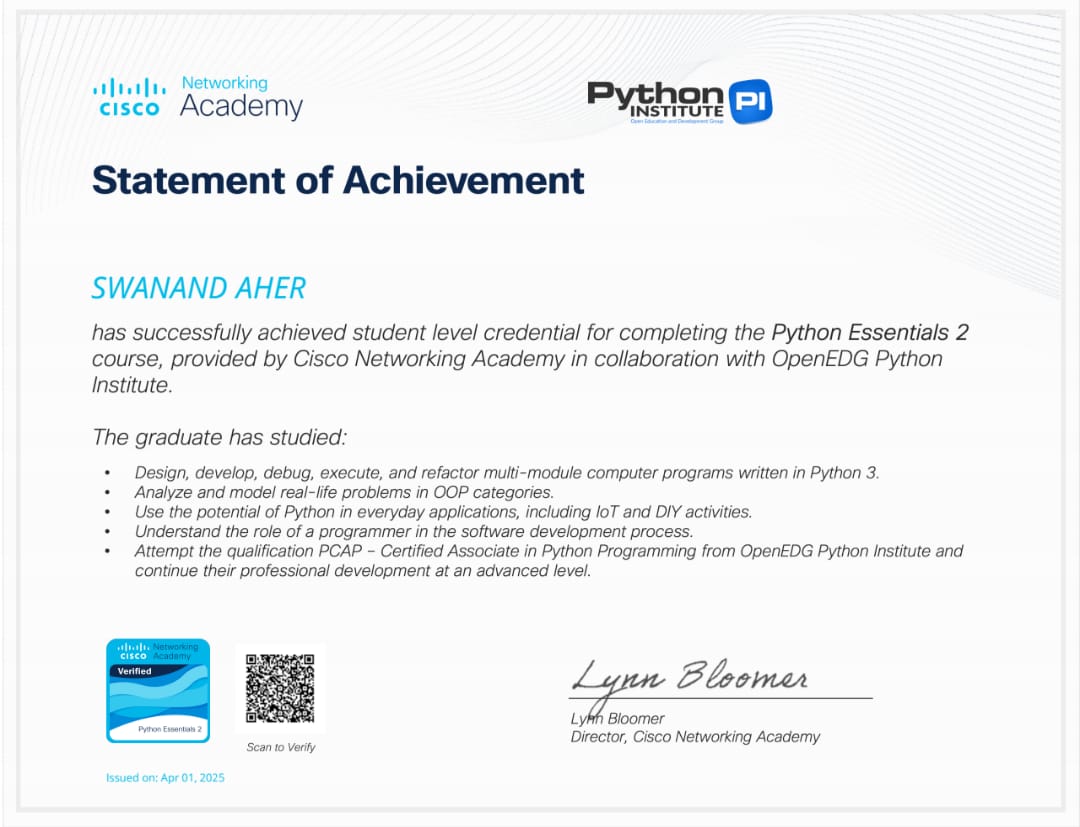 CISCO Networking Academy
Python INSTITUTE PI
Open Education and Development Group
Statement of Achievement
SWANAND AHER
has successfully achieved student level credential for completing the Python Essentials 2
course, provided by Cisco Networking Academy in collaboration with OpenEDG Python
Institute.
The graduate has studied:
• Design, develop, debug, execute, and refactor multi-module computer programs written in Python 3.
• Analyze and model real-life problems in OOP categories.
• Use the potential of Python in everyday applications, including IoT and DIY activities.
• Understand the role of a programmer in the software development process.
• Attempt the qualification PCAP – Certified Associate in Python Programming from OpenEDG Python Institute and
continue their professional development at an advanced level.
CISCO Networking Academy
Verified
Python Essentials 2
Scan to Verify
Issued on: Apr 01, 2025
Lynn Bloomer
Lynn Bloomer
Director, Cisco Networking Academy